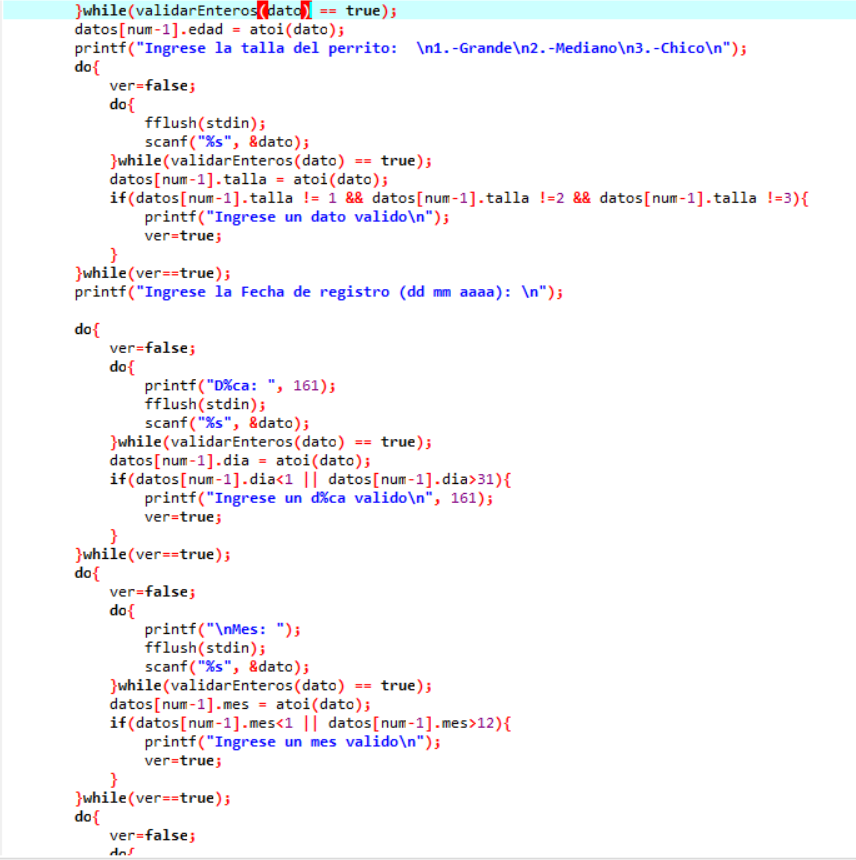 }while(validarEnteros(dato) == true);
datos[num-1].edad = atoi(dato);
printf("Ingrese la talla del perrito:  \n1.-Grande\n2.-Mediano\n3.-Chico\n");
do{
ver=false;
do{
fflush(stdin);
scanf("%s", &dato);
}while(validarEnteros(dato) == true);
datos[num-1].talla = atoi(dato);
if(datos[num-1].talla != 1 && datos[num-1].talla !=2 && datos[num-1].talla !=3){
printf("Ingrese un dato valido\n");
ver=true;
}
}while(ver==true);
printf("Ingrese la Fecha de registro (dd mm aaaa): \n");
do{
ver=false;
do{
printf("D%ca: ", 161);
fflush(stdin);
scanf("%s", &dato);
}while(validarEnteros(dato) == true);
datos[num-1].dia = atoi(dato);
if(datos[num-1].dia<1 || datos[num-1].dia>31){
printf("Ingrese un d%ca valido\n", 161);
ver=true;
}
}while(ver==true);
do{
ver=false;
do{
printf("\nMes: ");
fflush(stdin);
scanf("%s", &dato);
}while(validarEnteros(dato) == true);
datos[num-1].mes = atoi(dato);
if(datos[num-1].mes<1 || datos[num-1].mes>12){
printf("Ingrese un mes valido\n");
ver=true;
}
}while(ver==true);
do{
ver=false;
do{